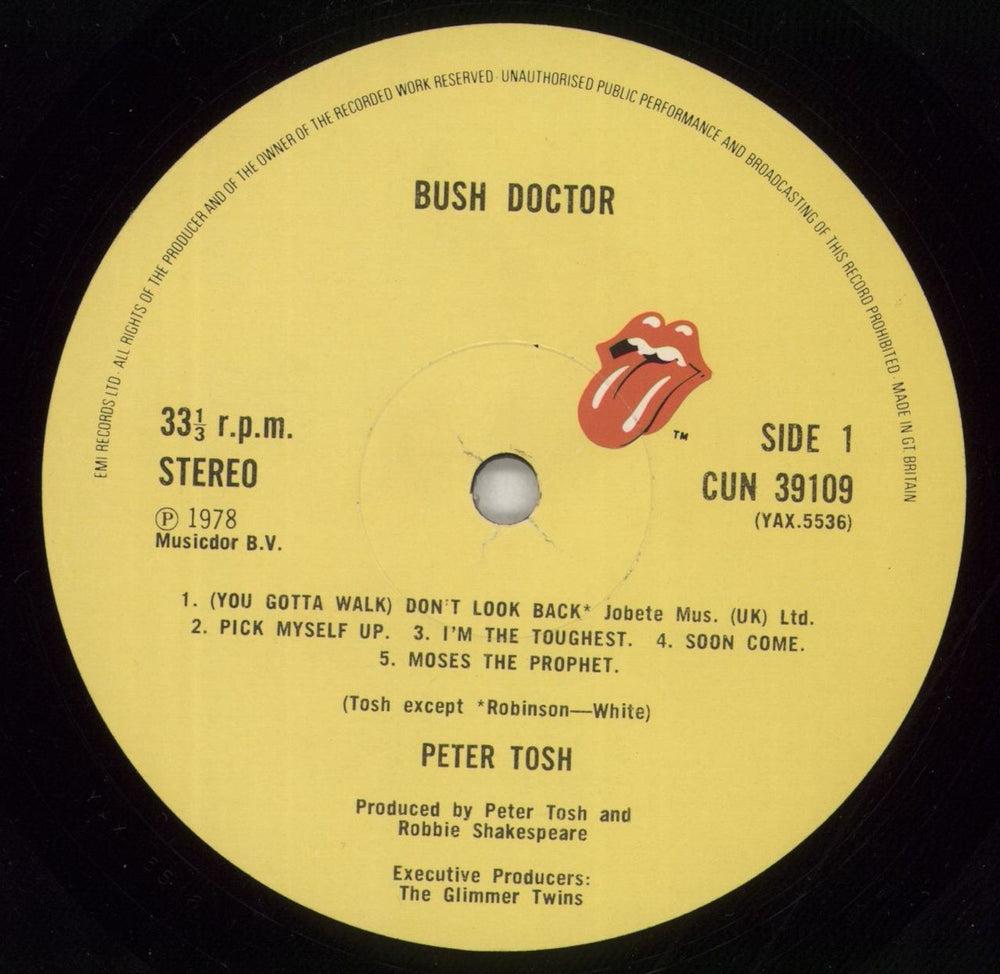 EMI RECORDS LTD · ALL RIGHTS OF THE PRODUCER AND OF THE OWNER OF THE RECORDED WORK RESERVED · UNAUTHORISED PUBLIC PERFORMANCE AND BROADCASTING OF THIS RECORD PROHIBITED · MADE IN GT. BRITAIN
BUSH DOCTOR
33⅓ r.p.m.
STEREO
Ⓟ 1978
Musicdor B.V.
TM
SIDE 1
CUN 39109
(YAX.5536)
1. (YOU GOTTA WALK) DON'T LOOK BACK* Jobete Mus. (UK) Ltd.
2. PICK MYSELF UP. 3. I'M THE TOUGHEST. 4. SOON COME.
5. MOSES THE PROPHET.
(Tosh except *Robinson—White)
PETER TOSH
Produced by Peter Tosh and
Robbie Shakespeare
Executive Producers:
The Glimmer Twins